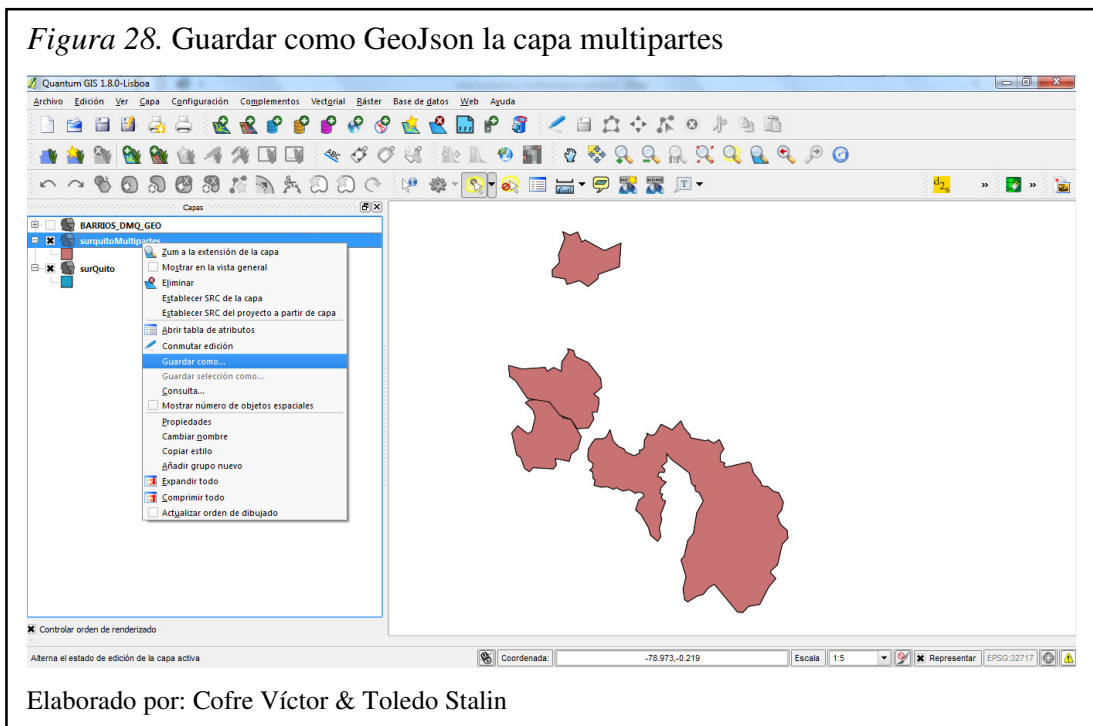 Figura 28. Guardar como GeoJson la capa multipartes
Quantum GIS 1.8.0-Lisboa
Archivo Edición Ver Capa Configuración Complementos Vectorial Ráster Base de datos Web Ayuda
Capas
BARRIOS_DMQ_GEO
surquitoMultipartes
surQuito
Zum a la extensión de la capa
Mostrar en la vista general
Eliminar
Establecer SRC de la capa
Establecer SRC del proyecto a partir de capa
Abrir tabla de atributos
Conmutar edición
Guardar como...
Guardar selección como...
Consulta...
Mostrar número de objetos espaciales
Propiedades
Cambiar nombre
Copiar estilo
Añadir grupo nuevo
Expandir todo
Comprimir todo
Actualizar orden de dibujado
Controlar orden de renderizado
Alterna el estado de edición de la capa activa Coordenada: -78.973,-0.219 Escala 1:5 Representar EPSG:32717
Elaborado por: Cofre Víctor & Toledo Stalin